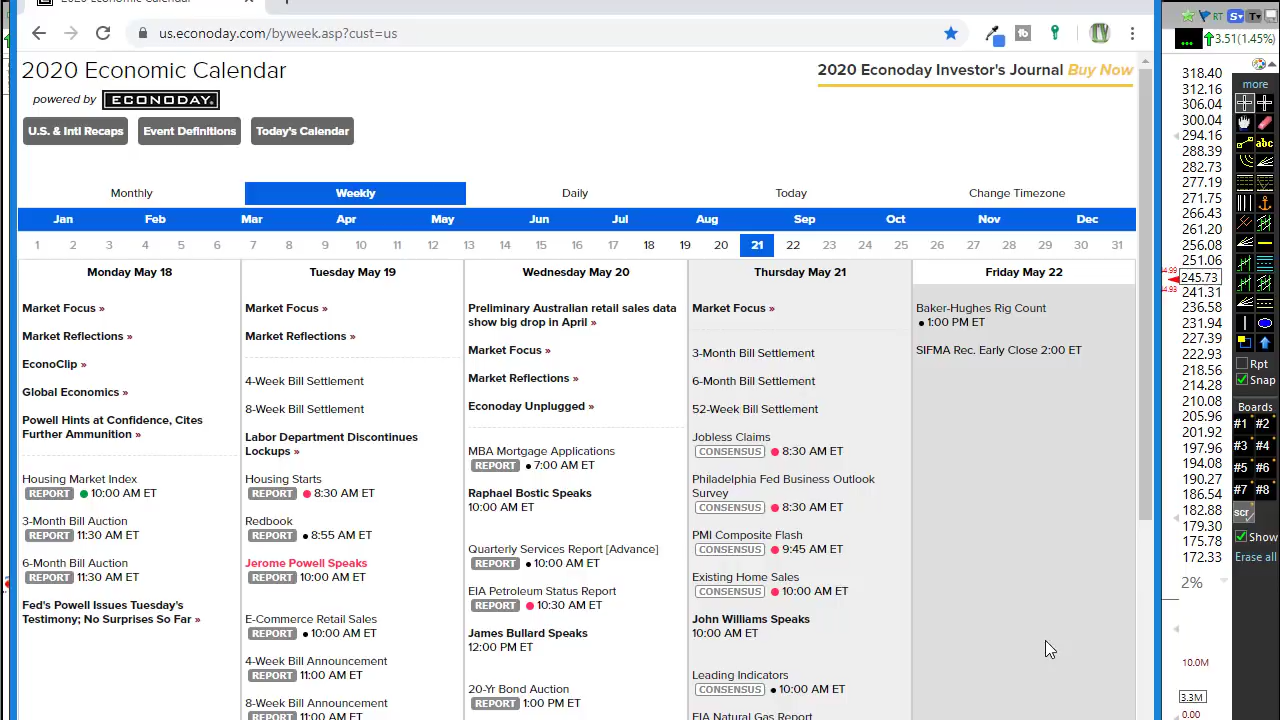 2020 Economic Calendar
us.econoday.com/byweek.asp?cust=us
2020 Economic Calendar
2020 Econoday Investor's Journal Buy Now
powered by ECONODAY
U.S. & Intl Recaps
Event Definitions
Today's Calendar
Monthly Weekly Daily Today Change Timezone
Jan Feb Mar Apr May Jun Jul Aug Sep Oct Nov Dec
1 2 3 4 5 6 7 8 9 10 11 12 13 14 15 16 17 18 19 20 21 22 23 24 25 26 27 28 29 30 31
Monday May 18
Market Focus »
Market Reflections »
EconoClip »
Global Economics »
Powell Hints at Confidence, Cites
Further Ammunition »
Housing Market Index
REPORT 10:00 AM ET
3-Month Bill Auction
REPORT 11:30 AM ET
6-Month Bill Auction
REPORT 11:30 AM ET
Fed's Powell Issues Tuesday's
Testimony; No Surprises So Far »
Tuesday May 19
Market Focus »
Market Reflections »
4-Week Bill Settlement
8-Week Bill Settlement
Labor Department Discontinues
Lockups »
Housing Starts
REPORT 8:30 AM ET
Redbook
REPORT 8:55 AM ET
Jerome Powell Speaks
REPORT 10:00 AM ET
E-Commerce Retail Sales
REPORT 10:00 AM ET
4-Week Bill Announcement
REPORT 11:00 AM ET
8-Week Bill Announcement
REPORT 11:00 AM ET
Wednesday May 20
Preliminary Australian retail sales data
show big drop in April »
Market Focus »
Market Reflections »
Econoday Unplugged »
MBA Mortgage Applications
REPORT 7:00 AM ET
Raphael Bostic Speaks
10:00 AM ET
Quarterly Services Report [Advance]
REPORT 10:00 AM ET
EIA Petroleum Status Report
REPORT 10:30 AM ET
James Bullard Speaks
12:00 PM ET
20-Yr Bond Auction
REPORT 1:00 PM ET
Thursday May 21
Market Focus »
3-Month Bill Settlement
6-Month Bill Settlement
52-Week Bill Settlement
Jobless Claims
CONSENSUS 8:30 AM ET
Philadelphia Fed Business Outlook
Survey
CONSENSUS 8:30 AM ET
PMI Composite Flash
CONSENSUS 9:45 AM ET
Existing Home Sales
CONSENSUS 10:00 AM ET
John Williams Speaks
10:00 AM ET
Leading Indicators
CONSENSUS 10:00 AM ET
EIA Natural Gas Report
Friday May 22
Baker-Hughes Rig Count
1:00 PM ET
SIFMA Rec. Early Close 2:00 ET
RT S T
... 3.51(1.45%)
318.40
312.16
306.04
300.04
294.16
288.39
282.73
277.19
271.75
266.43
261.20
256.08
251.06
245.73
241.31
236.58
231.94
227.39
222.93
218.56
214.28
210.08
205.96
201.92
197.96
194.08
190.27
186.54
182.88
179.30
175.78
172.33
2%
10.0M
3.3M
0.00
more
abc
Rpt
Snap
Boards
#1 #2
#3 #4
#5 #6
#7 #8
scr
Show
Erase all